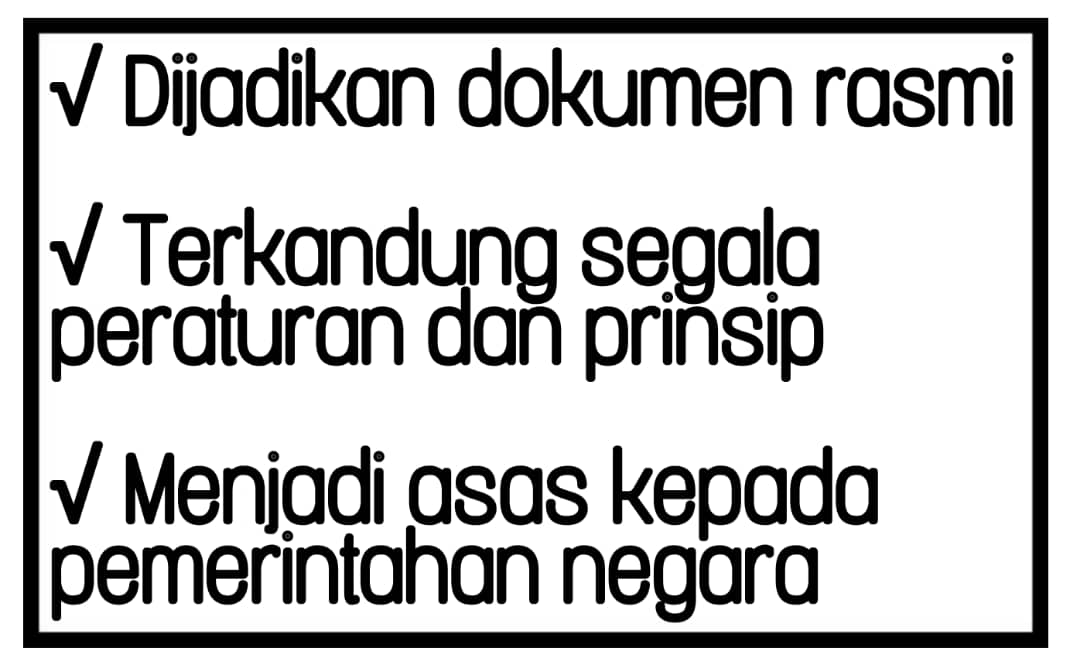 √ Dijadikan dokumen rasmi
√ Terkandung segala
peraturan dan prinsip
√ Menjadi asas kepada
pemerintahan negara